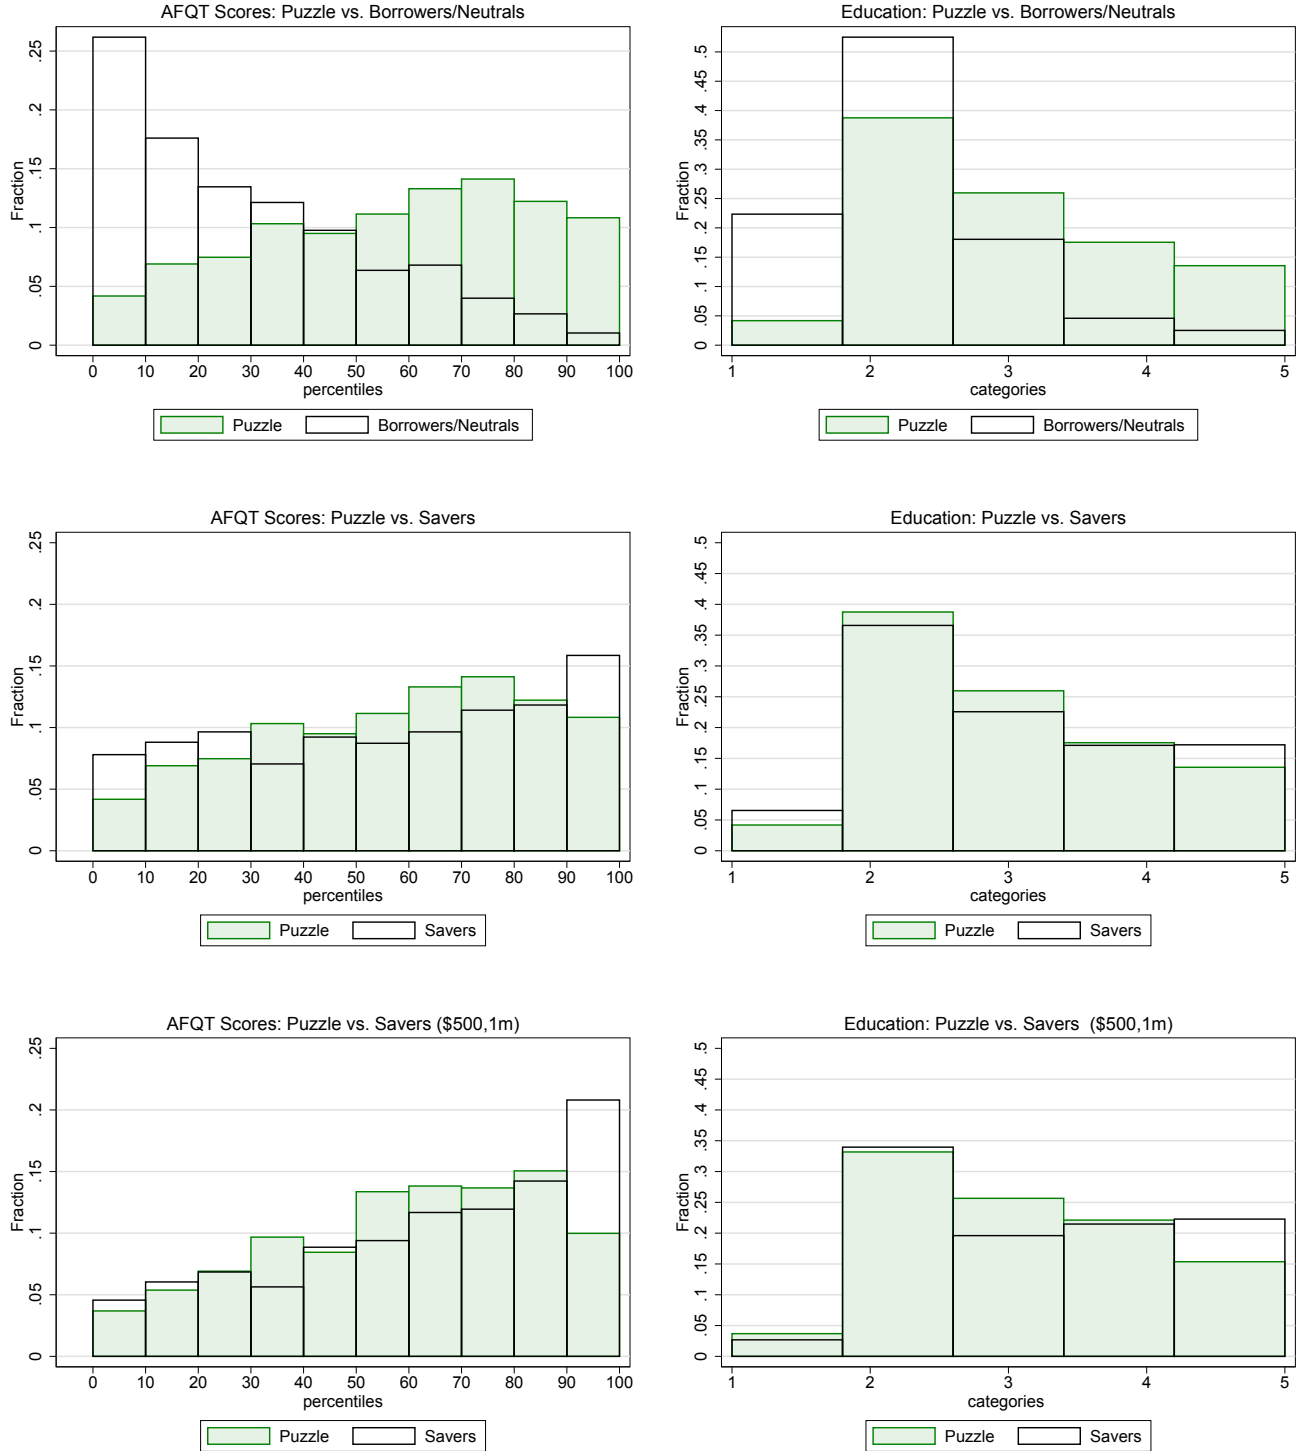 AFQT Scores: Puzzle vs. Borrowers/Neutrals
Fraction
0 .05 .1 .15 .2 .25
0 10 20 30 40 50 60 70 80 90 100
percentiles
Puzzle Borrowers/Neutrals
Education: Puzzle vs. Borrowers/Neutrals
Fraction
0 .05 .1 .15 .2 .25 .3 .35 .4 .45 .5
1 2 3 4 5
categories
Puzzle Borrowers/Neutrals
AFQT Scores: Puzzle vs. Savers
Fraction
0 .05 .1 .15 .2 .25
0 10 20 30 40 50 60 70 80 90 100
percentiles
Puzzle Savers
Education: Puzzle vs. Savers
Fraction
0 .05 .1 .15 .2 .25 .3 .35 .4 .45 .5
1 2 3 4 5
categories
Puzzle Savers
AFQT Scores: Puzzle vs. Savers ($500,1m)
Fraction
0 .05 .1 .15 .2 .25
0 10 20 30 40 50 60 70 80 90 100
percentiles
Puzzle Savers
Education: Puzzle vs. Savers ($500,1m)
Fraction
0 .05 .1 .15 .2 .25 .3 .35 .4 .45 .5
1 2 3 4 5
categories
Puzzle Savers